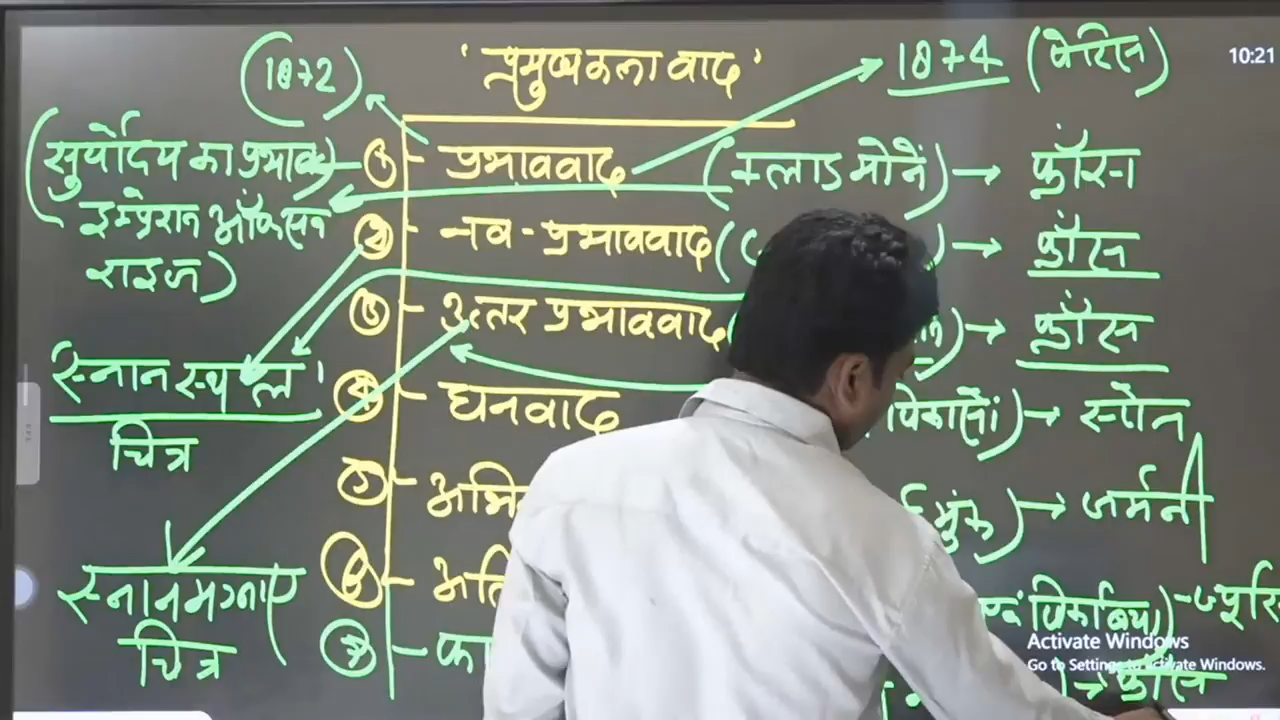 (1872) 'प्रमुख कला वाद' 1874 (पेरिस) 10:21
(सुर्योदय का प्रभाव ① - प्रभाववाद (क्लाड मोनें) → फ्रॉस
इम्प्रेशन ऑफ सन
② - नव-प्रभाववाद ( ) → फ्रॉस
राइज)
③ - उत्तर प्रभाववाद ( ) → फ्रॉस
स्नान स्थल'
चित्र
④ - घनवाद पिकासों) → स्पेन
मुंक) → जर्मनी
स्नानमग्नाए
चित्र
Activate Windows
Go to Settings to activate Windows.
⑦ - → फ्रॉस